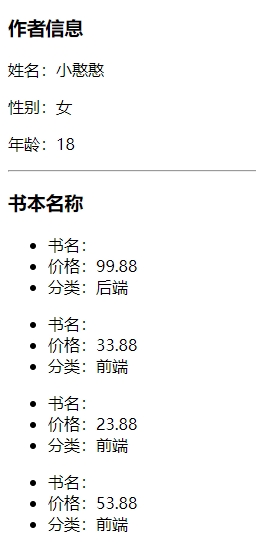 作者信息
姓名：小憨憨
性别：女
年龄：18
书本名称
书名：
价格：99.88
分类：后端
书名：
价格：33.88
分类：前端
书名：
价格：23.88
分类：前端
书名：
价格：53.88
分类：前端